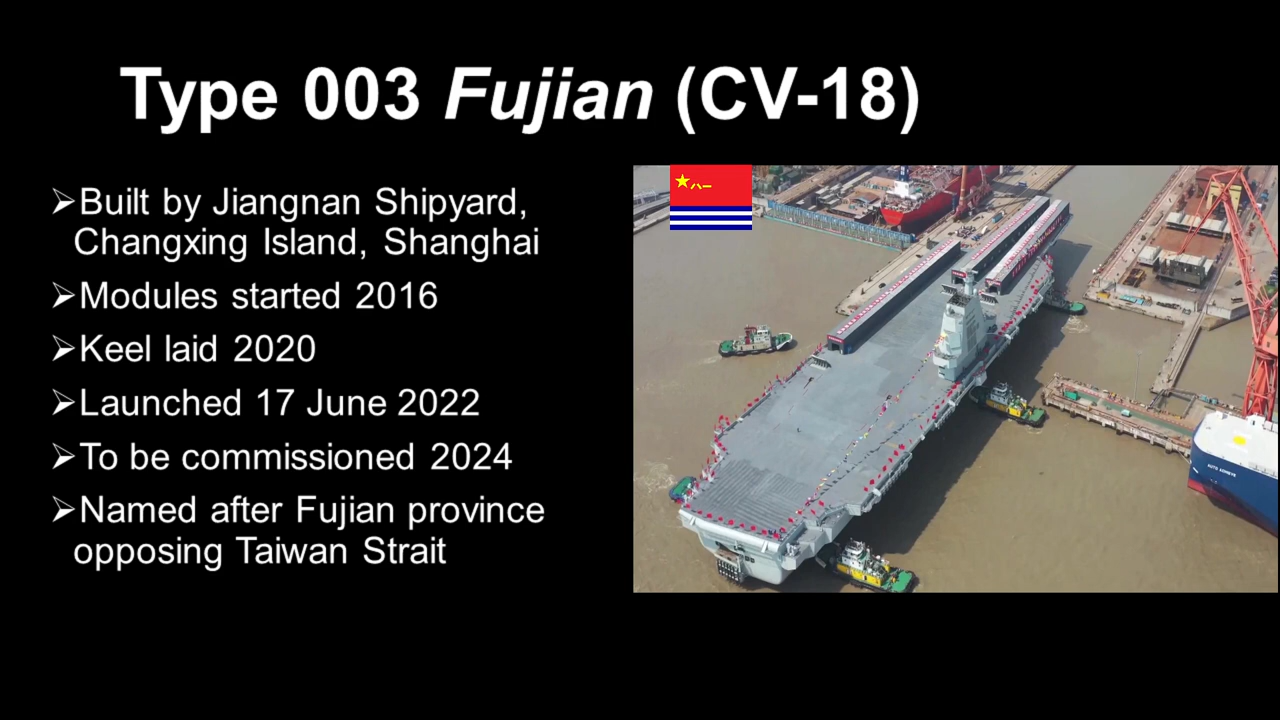 Type 003 Fujian (CV-18)
➢Built by Jiangnan Shipyard,
Changxing Island, Shanghai
➢Modules started 2016
➢Keel laid 2020
➢Launched 17 June 2022
➢To be commissioned 2024
➢Named after Fujian province
opposing Taiwan Strait
八一